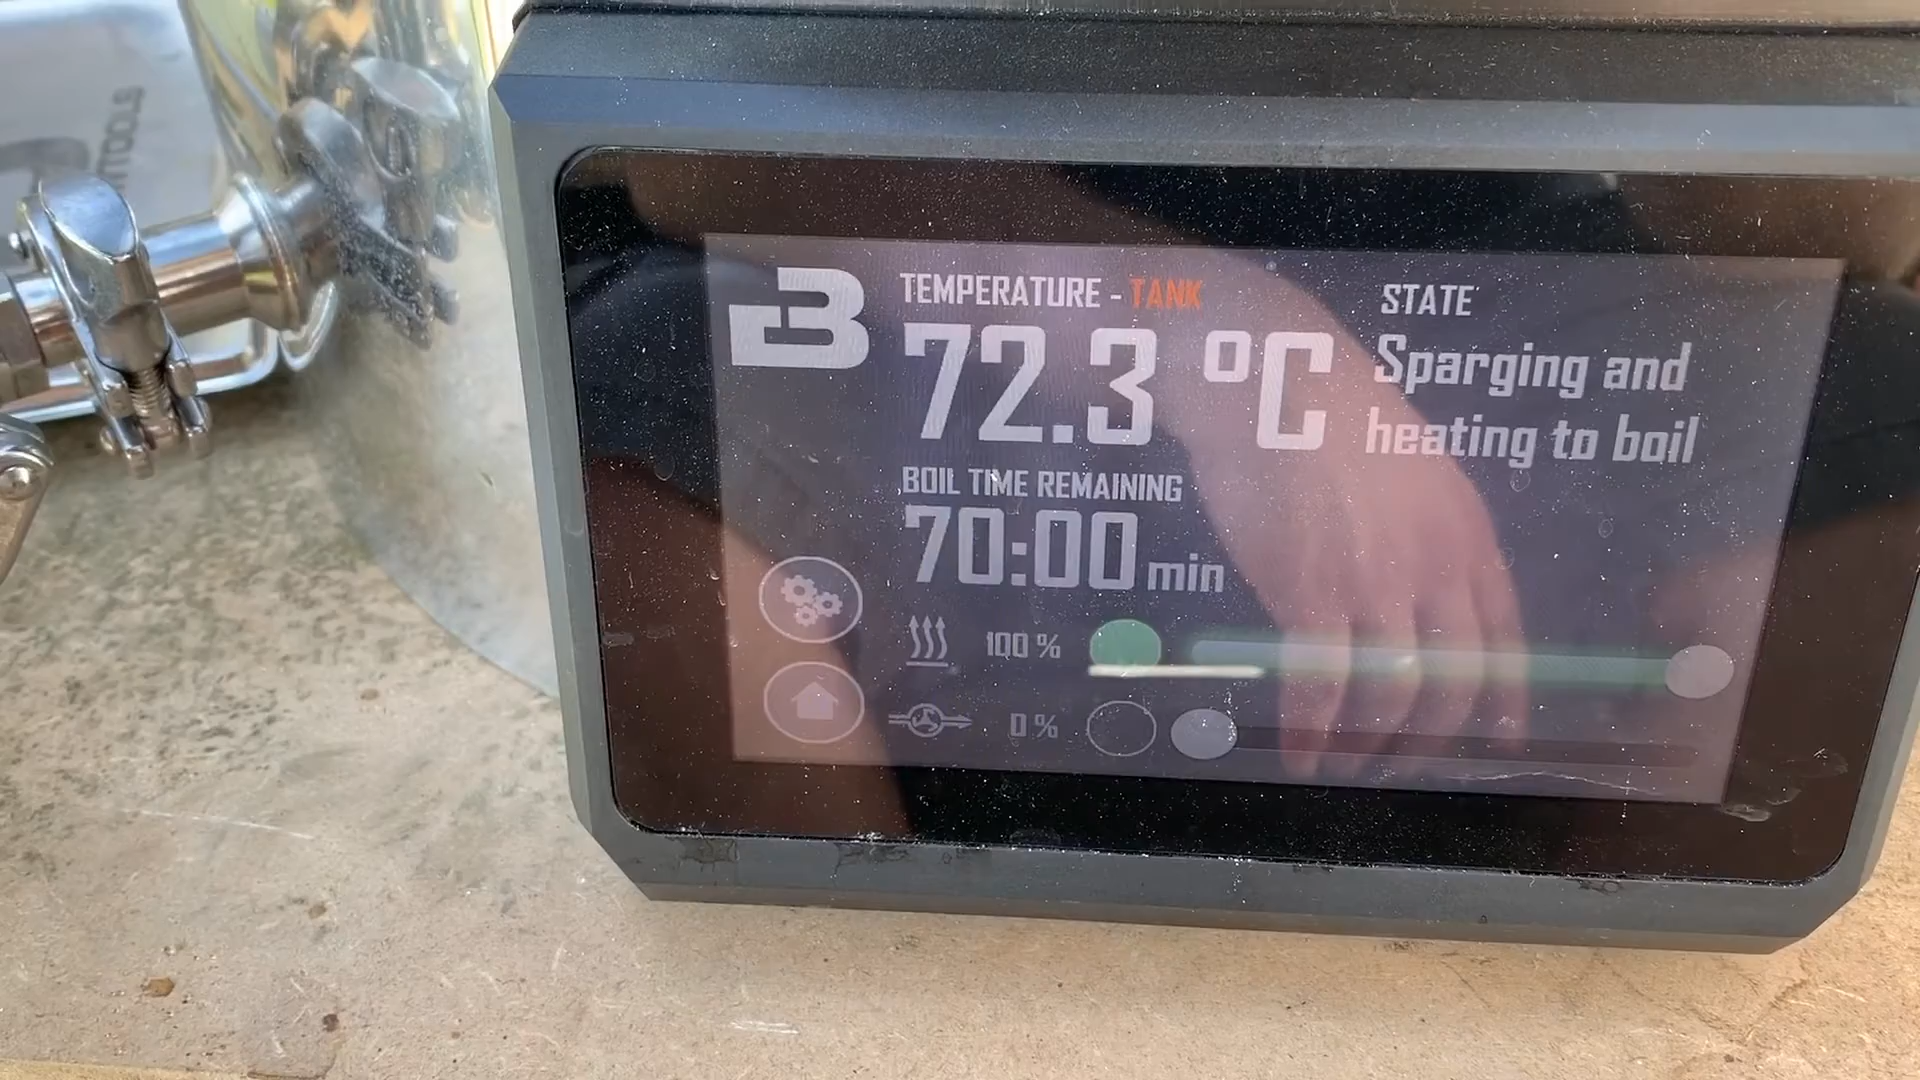 TEMPERATURE - TANK
72.3 °C
STATE
Sparging and
heating to boil
BOIL TIME REMAINING
70:00 min
100 %
0 %